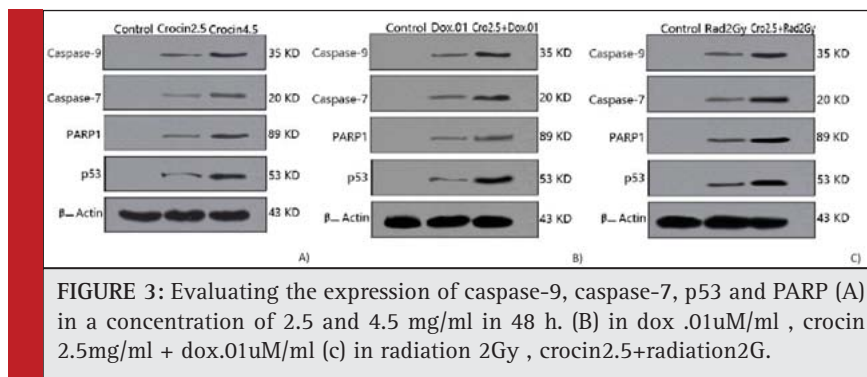 Control Crocin2.5 Crocin4.5
Caspase-9 35 KD
Caspase-7 20 KD
PARP1 89 KD
p53 53 KD
β_ Actin 43 KD
A)
Control Dox.01 Cro2.5+Dox.01
Caspase-9 35 KD
Caspase-7 20 KD
PARP1 89 KD
p53 53 KD
β_ Actin 43 KD
B)
Control Rad2Gy Cro2.5+Rad2Gy
Caspase-9 35 KD
Caspase-7 20 KD
PARP1 89 KD
p53 53 KD
β_ Actin 43 KD
C)
FIGURE 3: Evaluating the expression of caspase-9, caspase-7, p53 and PARP (A)
in a concentration of 2.5 and 4.5 mg/ml in 48 h. (B) in dox .01uM/ml , crocin
2.5mg/ml + dox.01uM/ml (c) in radiation 2Gy , crocin2.5+radiation2G.